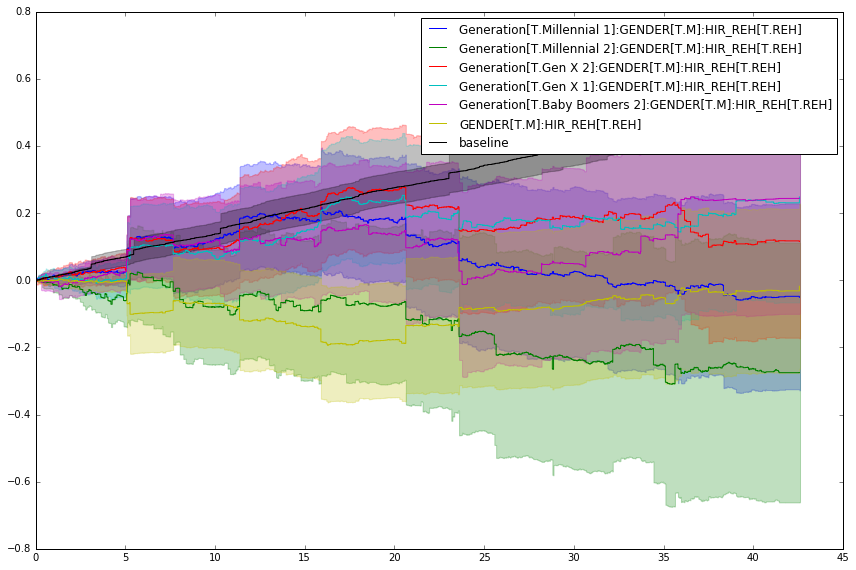 Generation[T.Millennial 1]:GENDER[T.M]:HIR_REH[T.REH]
Generation[T.Millennial 2]:GENDER[T.M]:HIR_REH[T.REH]
Generation[T.Gen X 2]:GENDER[T.M]:HIR_REH[T.REH]
Generation[T.Gen X 1]:GENDER[T.M]:HIR_REH[T.REH]
Generation[T.Baby Boomers 2]:GENDER[T.M]:HIR_REH[T.REH]
GENDER[T.M]:HIR_REH[T.REH]
baseline
0.8
0.6
0.4
0.2
0.0
−0.2
−0.4
−0.6
−0.8
0 5 10 15 20 25 30 35 40 45